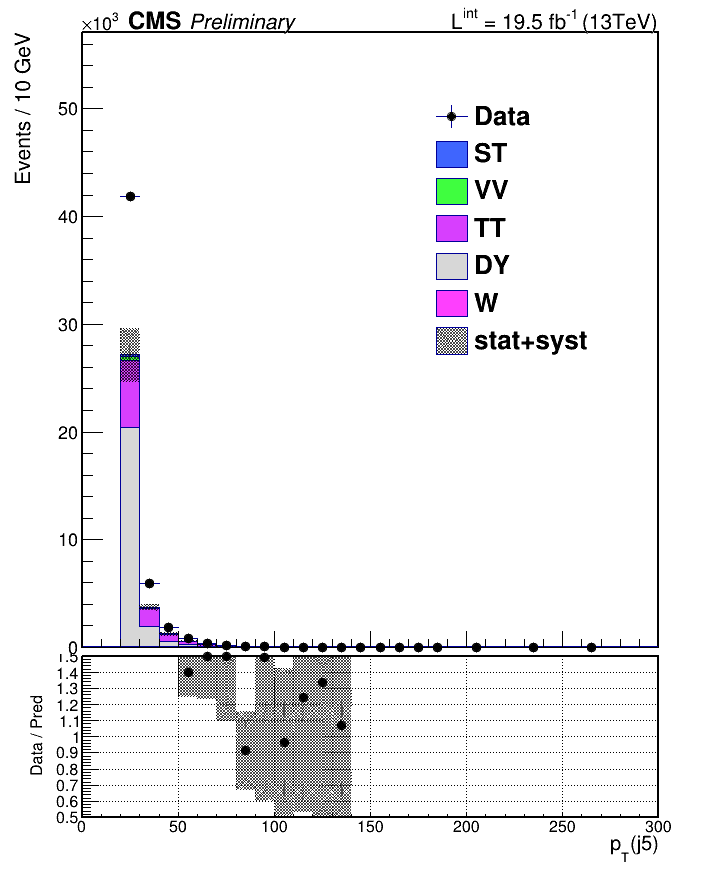 ×10³ CMS Preliminary L^int = 19.5 fb⁻¹ (13TeV)
Events / 10 GeV
50
40
30
20
10
0
Data
ST
VV
TT
DY
W
stat+syst
Data / Pred
1.5
1.4
1.3
1.2
1.1
1
0.9
0.8
0.7
0.6
0.5
0 50 100 150 200 250 300
p_T(j5)